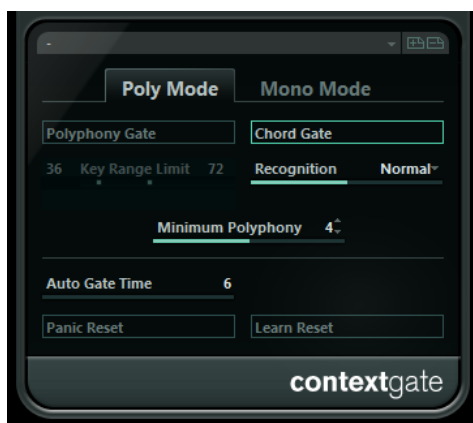 -
Poly Mode Mono Mode
Polyphony Gate Chord Gate
36 Key Range Limit 72 Recognition Normal
Minimum Polyphony 4
Auto Gate Time 6
Panic Reset Learn Reset
contextgate